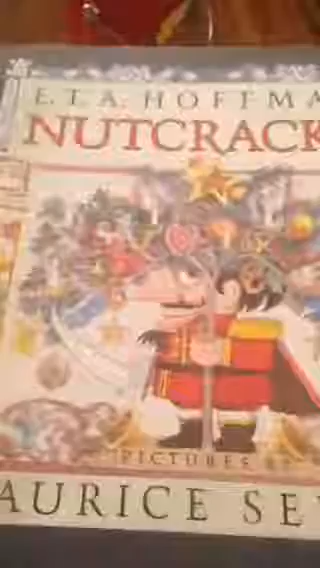 E. T. A. HOFFMA
NUTCRACK
PICTURES B
AURICE SE